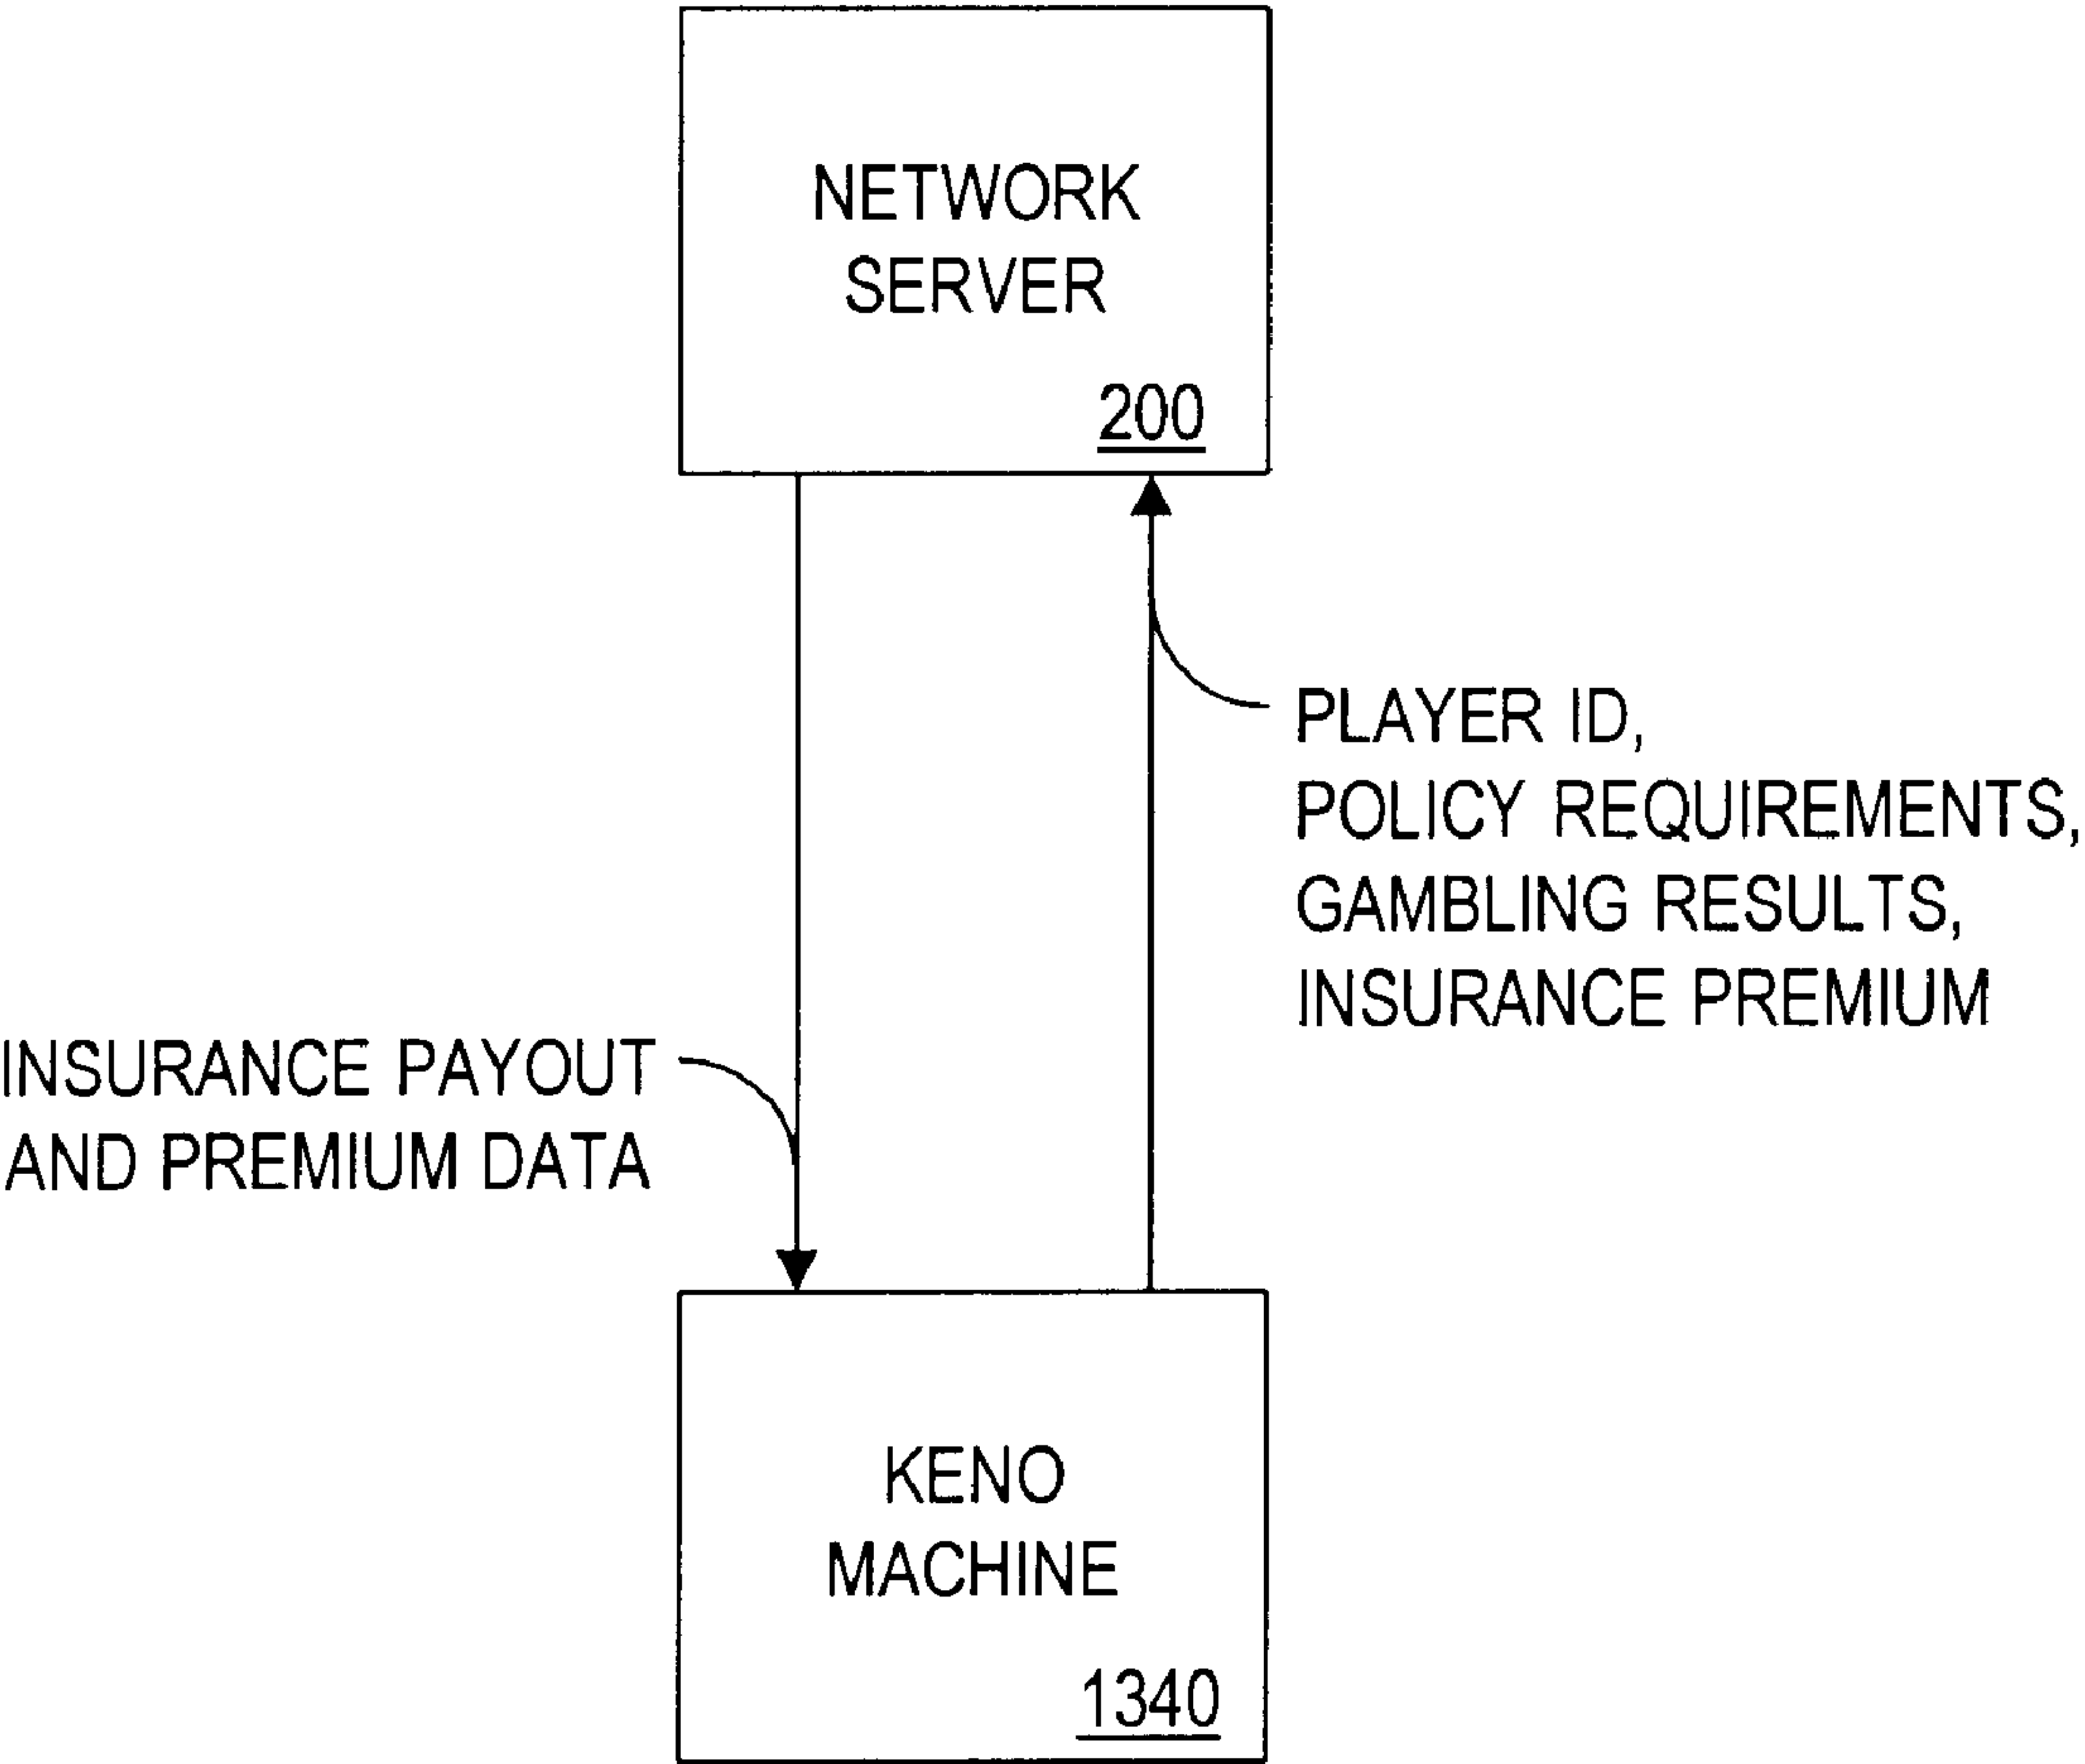 NETWORK
SERVER
200
PLAYER ID,
POLICY REQUIREMENTS,
GAMBLING RESULTS,
INSURANCE PREMIUM
INSURANCE PAYOUT
AND PREMIUM DATA
KENO
MACHINE
1340